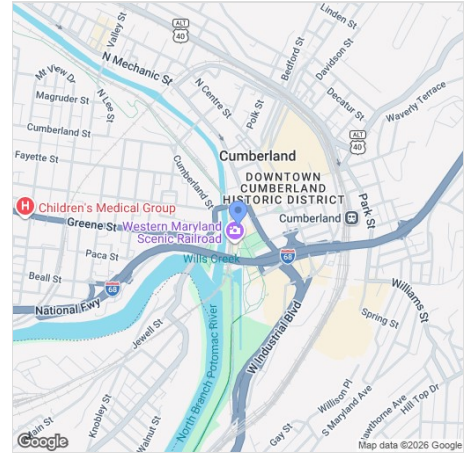 Linden St
ALT
40
Valley St
Bedford St
Davidson St
N Mechanic St
Mt View Dr
N Lee St
N Centre St
Decatur St
Magruder St
Polk St
Waverly Terrace
Cumberland St
ALT
40
Fayette St
Cumberland
DOWNTOWN
CUMBERLAND
HISTORIC DISTRICT
Cumberland St
Park St
H
Children's Medical Group
Greene St
Cumberland
Western Maryland
Scenic Railroad
Paca St
Wills Creek
68
Beall St
68
National Fwy
Williams St
Jewell St
Spring St
North Branch Potomac River
W Industrial Blvd
Willison Pl
S Maryland Ave
Hill Top Dr
Knobley St
Walnut St
Gay St
Google
Map data ©2026 Google